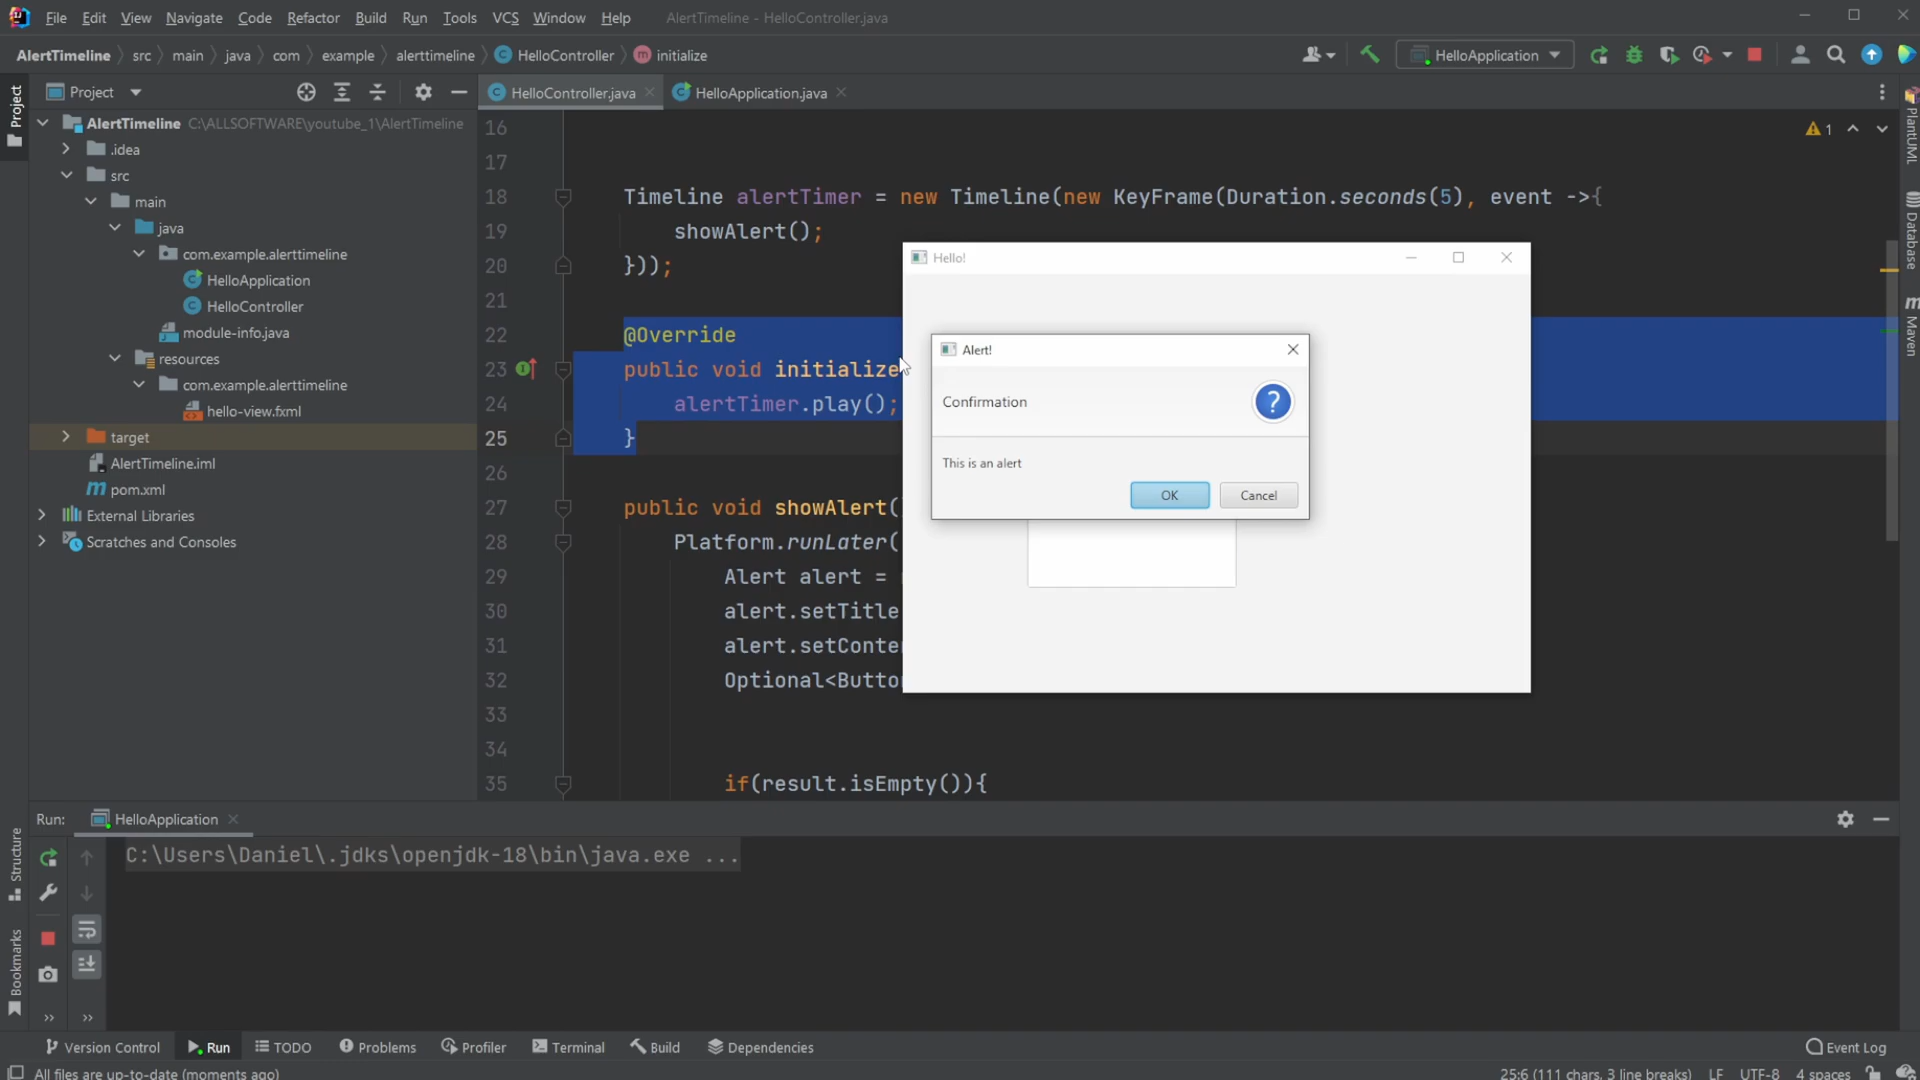 File Edit View Navigate Code Refactor Build Run Tools VCS Window Help AlertTimeline - HelloController.java
AlertTimeline src main java com example alerttimeline HelloController initialize HelloApplication
Project
HelloController.java HelloApplication.java
Project
AlertTimeline C:\ALLSOFTWARE\youtube_1\AlertTimeline
.idea
src
main
java
com.example.alerttimeline
HelloApplication
HelloController
module-info.java
resources
com.example.alerttimeline
hello-view.fxml
target
AlertTimeline.iml
pom.xml
External Libraries
Scratches and Consoles
1
16
17
18 Timeline alertTimer = new Timeline(new KeyFrame(Duration.seconds(5), event ->{
19 showAlert();
20 }));
21
22 @Override
23 public void initialize
24 alertTimer.play();
25 }
26
27 public void showAlert(
28 Platform.runLater(
29 Alert alert =
30 alert.setTitle
31 alert.setConte
32 Optional<Butto
33
34
35 if(result.isEmpty()){
Hello!
Alert!
Confirmation
?
This is an alert
OK Cancel
PlantUML
Database
Maven
Run: HelloApplication
C:\Users\Daniel\.jdks\openjdk-18\bin\java.exe ...
Structure
Bookmarks
Version Control Run TODO Problems Profiler Terminal Build Dependencies Event Log
All files are up-to-date (moments ago) 25:6 (111 chars, 3 line breaks) LF UTF-8 4 spaces